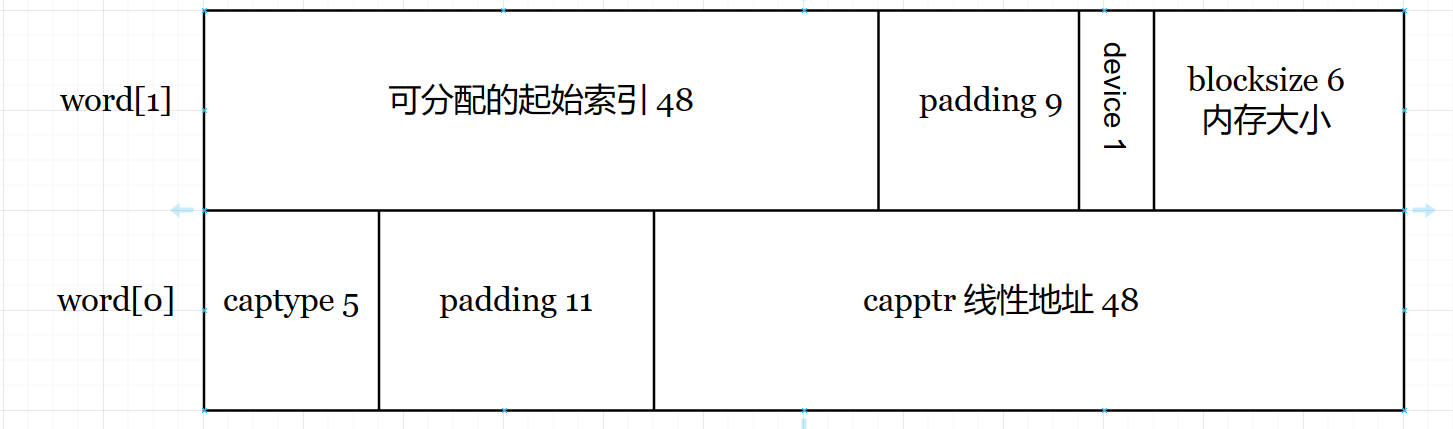 word[1]
可分配的起始索引 48
padding 9
device 1
blocksize 6
内存大小
word[0]
captype 5
padding 11
capptr 线性地址 48